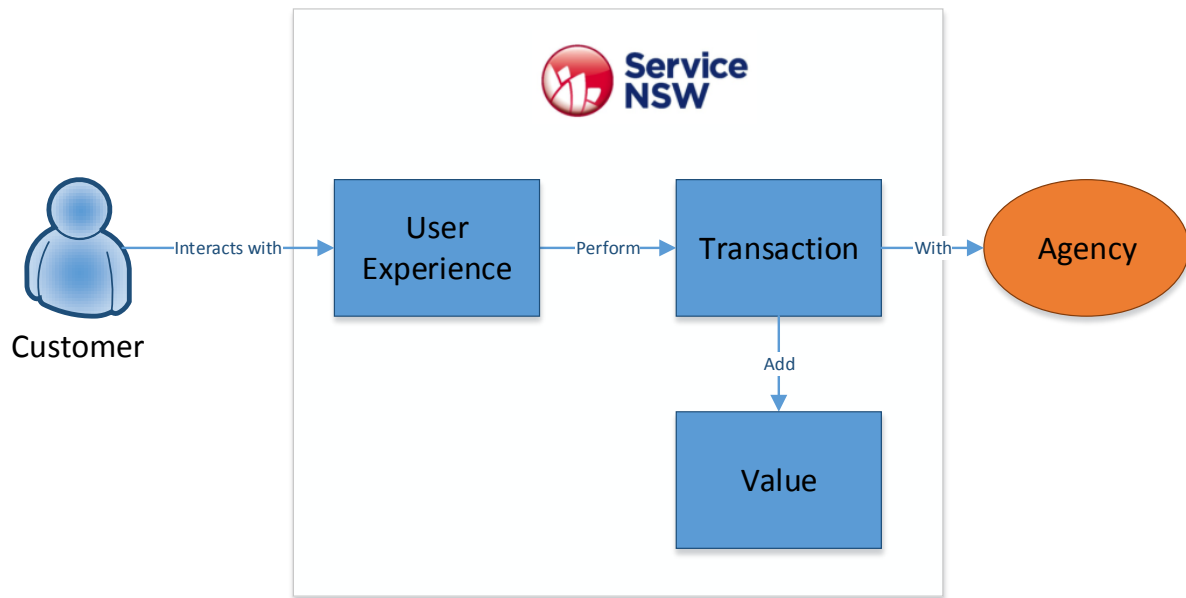 Service
NSW
User
Experience
Transaction
Agency
Interacts with
Perform
With
Customer
Add
Value